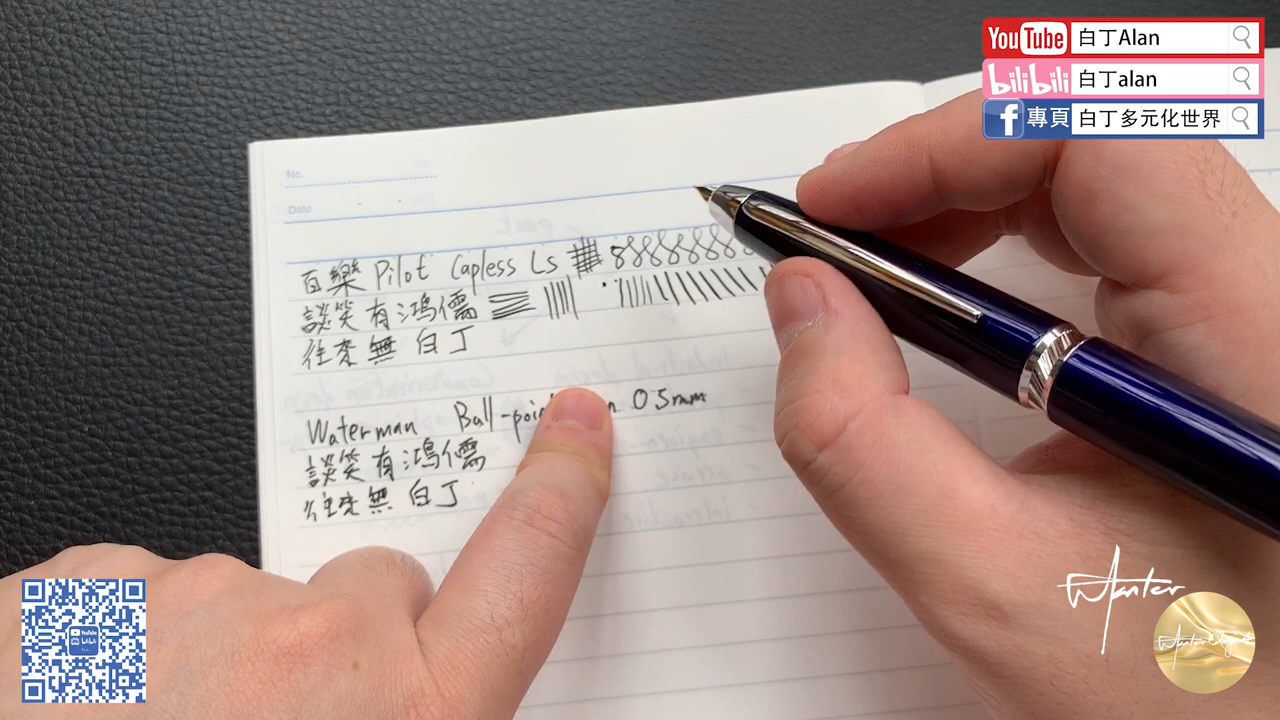 YouTube 白丁Alan
bilibili 白丁alan
f 專頁 白丁多元化世界
No.
Date
百樂 Pilot Capless LS
談笑有鴻儒
往來無白丁
Waterman Ball-poin 0.5mm
談笑有鴻儒
往來無白丁